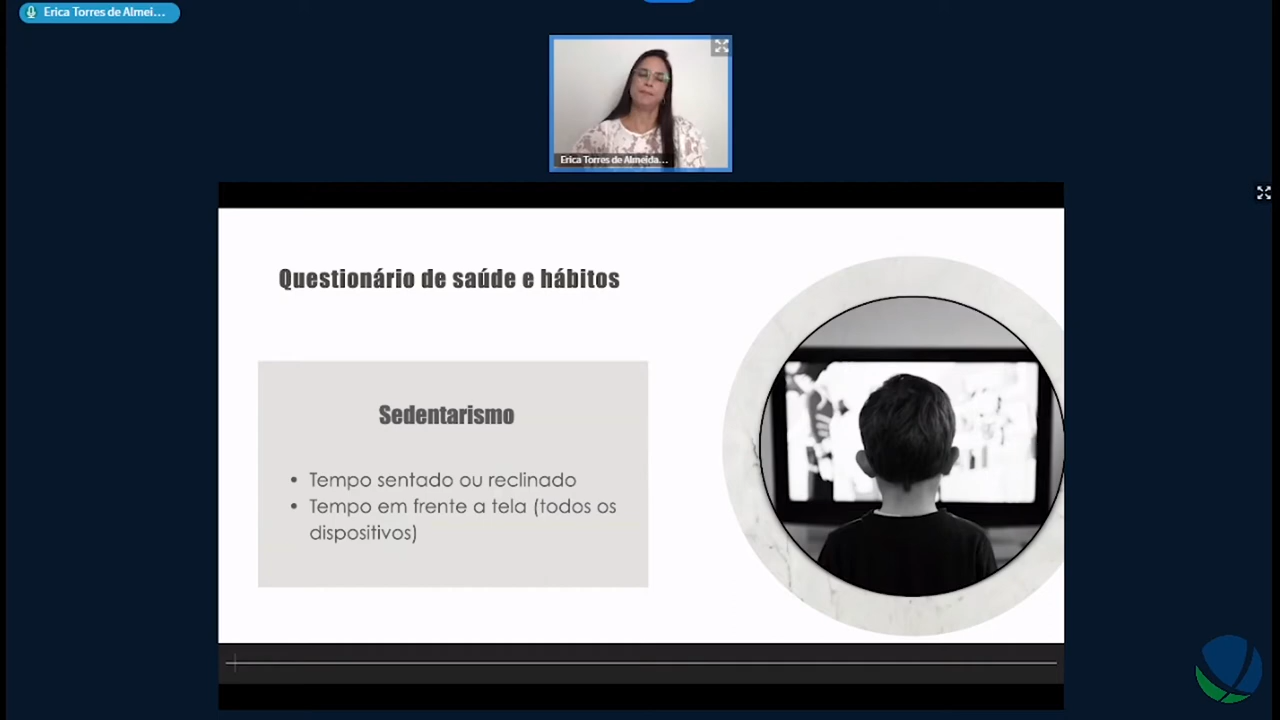 Erica Torres de Almei...
Erica Torres de Almeida...
Questionário de saúde e hábitos
Sedentarismo
• Tempo sentado ou reclinado
• Tempo em frente a tela (todos os
dispositivos)